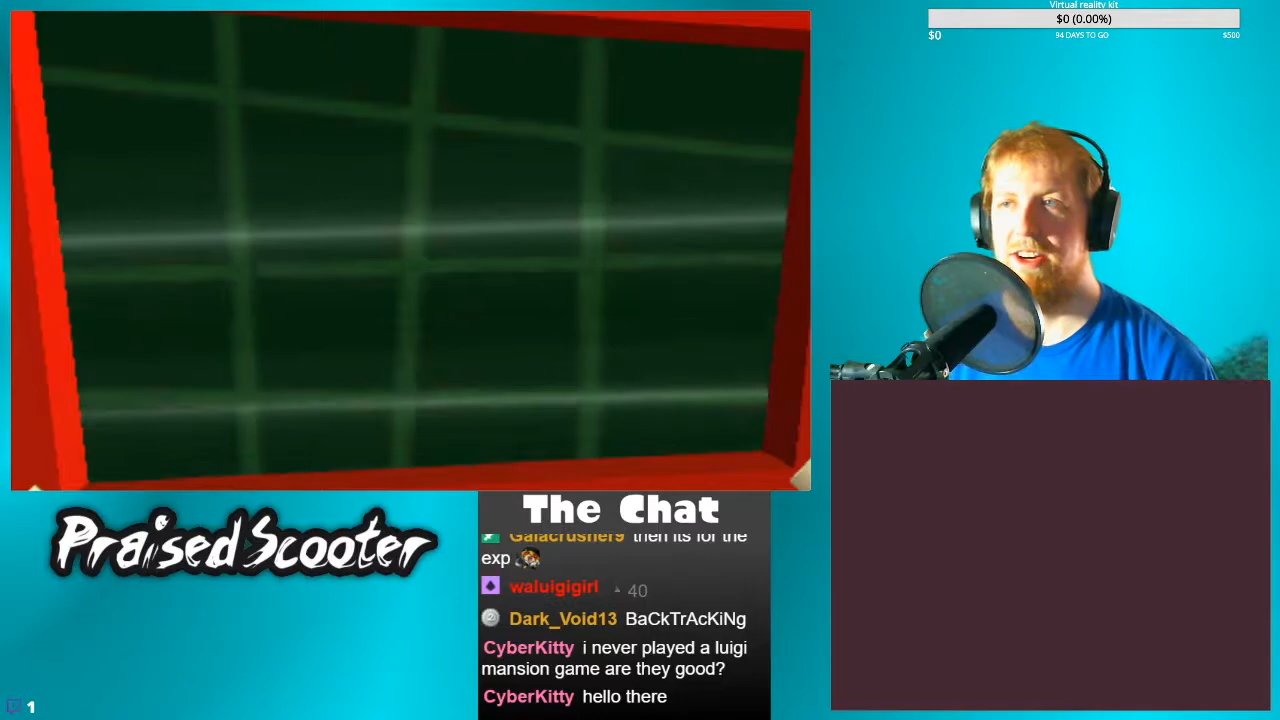 Virtual reality kit
$0 (0.00%)
$0 94 DAYS TO GO $500
The Chat
Galacrusher9 then its for the
exp
waluigigirl 40
Dark_Void13 BaCkTrAcKiNg
CyberKitty i never played a luigi
mansion game are they good?
CyberKitty hello there
PraisedScooter
1